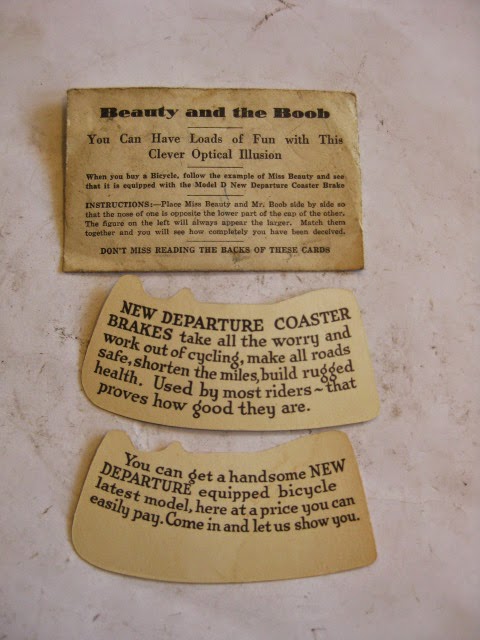 Beauty and the Boob
You Can Have Loads of Fun with This
Clever Optical Illusion
When you buy a Bicycle, follow the example of Miss Beauty and see
that it is equipped with the Model D New Departure Coaster Brake
INSTRUCTIONS:—Place Miss Beauty and Mr. Boob side by side so
that the nose of one is opposite the lower part of the cap of the other.
The figure on the left will always appear the larger. Match them
together and you will see how completely you have been deceived.
DON'T MISS READING THE BACKS OF THESE CARDS
NEW DEPARTURE COASTER
BRAKES take all the worry and
work out of cycling, make all roads
safe, shorten the miles, build rugged
health. Used by most riders ~ that
proves how good they are.
You can get a handsome NEW
DEPARTURE equipped bicycle
latest model, here at a price you can
easily pay. Come in and let us show you.